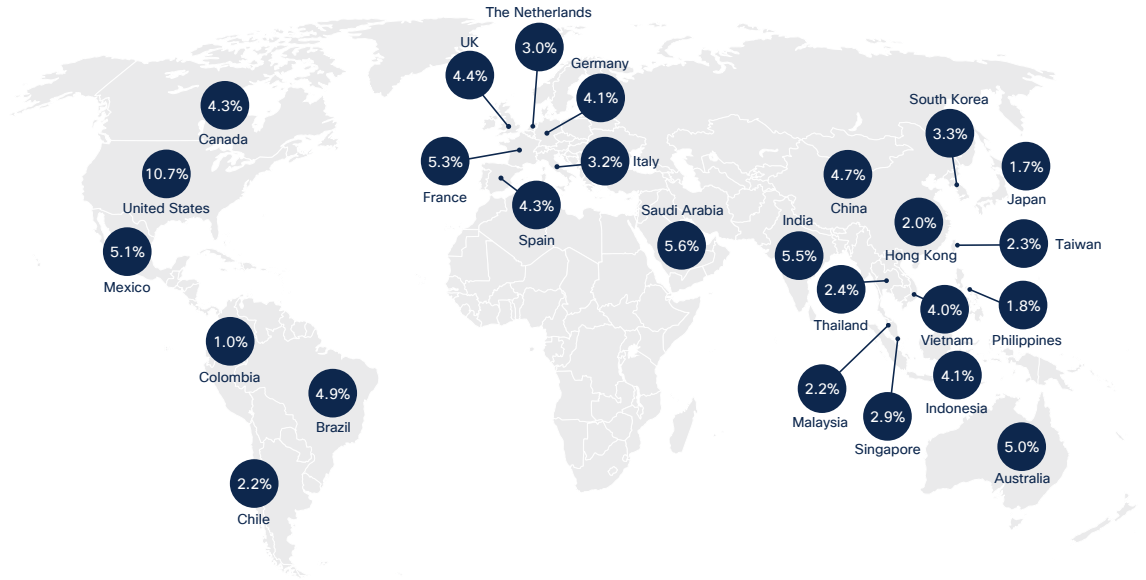 The Netherlands
3.0%
UK
4.4%
Germany
4.1%
4.3%
Canada
10.7%
United States
5.1%
Mexico
5.3%
France
3.2% Italy
4.3%
Spain
Saudi Arabia
5.6%
South Korea
3.3%
4.7%
China
1.7%
Japan
India
5.5%
2.0%
Hong Kong
2.3% Taiwan
2.4%
Thailand
4.0%
Vietnam
1.8%
Philippines
1.0%
Colombia
4.9%
Brazil
2.2%
Chile
2.2%
Malaysia
2.9%
Singapore
4.1%
Indonesia
5.0%
Australia